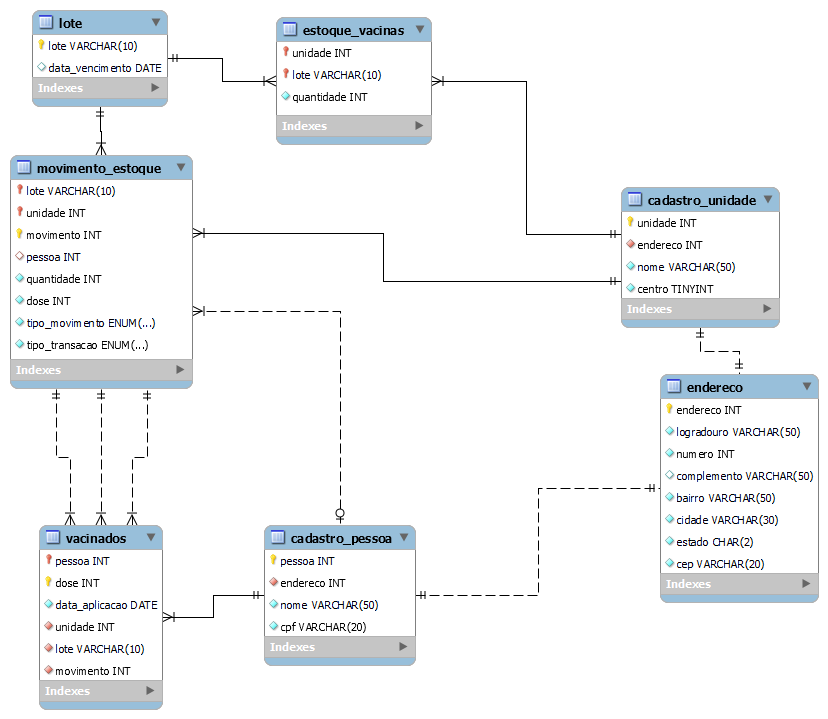 lote
lote VARCHAR(10)
data_vencimento DATE
Indexes
estoque_vacinas
unidade INT
lote VARCHAR(10)
quantidade INT
Indexes
movimento_estoque
lote VARCHAR(10)
unidade INT
movimento INT
pessoa INT
quantidade INT
dose INT
tipo_movimento ENUM(...)
tipo_transacao ENUM(...)
Indexes
cadastro_unidade
unidade INT
endereco INT
nome VARCHAR(50)
centro TINYINT
Indexes
endereco
endereco INT
logradouro VARCHAR(50)
numero INT
complemento VARCHAR(50)
bairro VARCHAR(50)
cidade VARCHAR(30)
estado CHAR(2)
cep VARCHAR(20)
Indexes
vacinados
pessoa INT
dose INT
data_aplicacao DATE
unidade INT
lote VARCHAR(10)
movimento INT
Indexes
cadastro_pessoa
pessoa INT
endereco INT
nome VARCHAR(50)
cpf VARCHAR(20)
Indexes